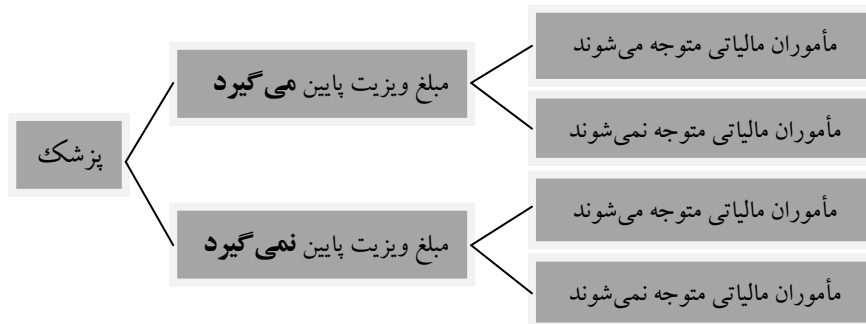 پزشک
مبلغ ویزیت پایین می‌گیرد
مأموران مالیاتی متوجه می‌شوند
مأموران مالیاتی متوجه نمی‌شوند
مبلغ ویزیت پایین نمی‌گیرد
مأموران مالیاتی متوجه می‌شوند
مأموران مالیاتی متوجه نمی‌شوند